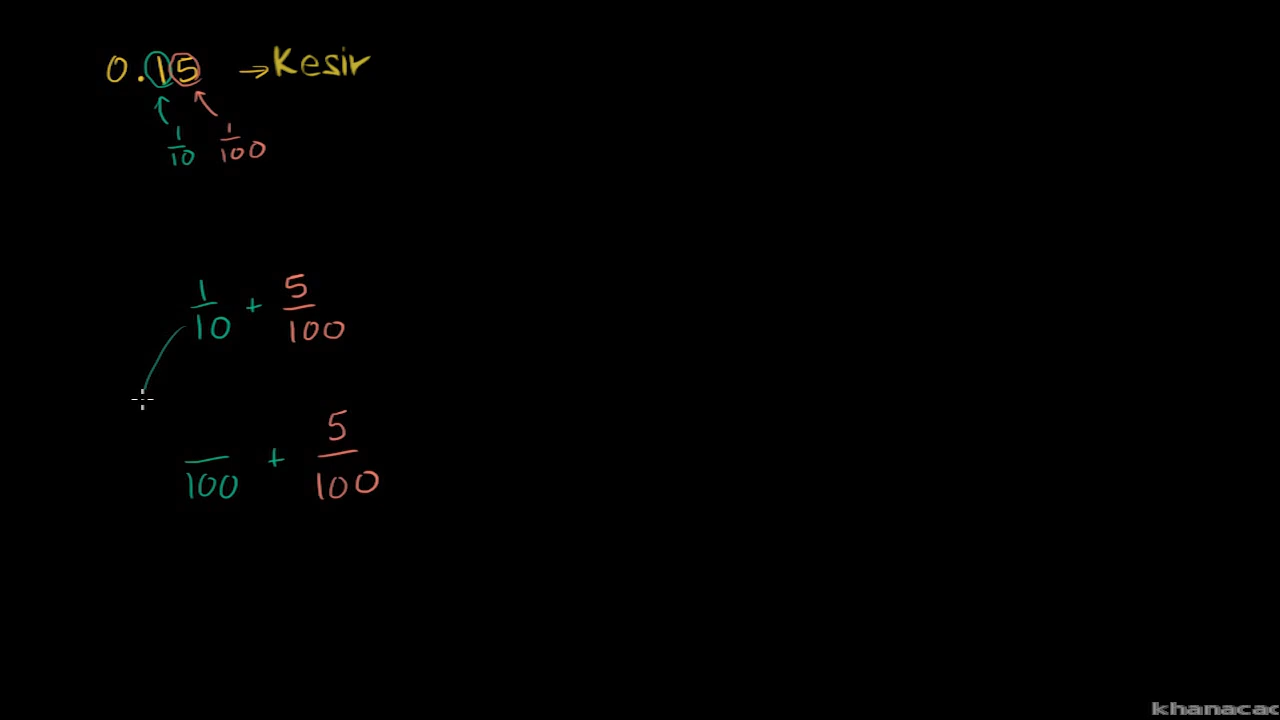 0.15 → Kesir
1/10 1/100
1/10 + 5/100
/100 + 5/100
khanacac